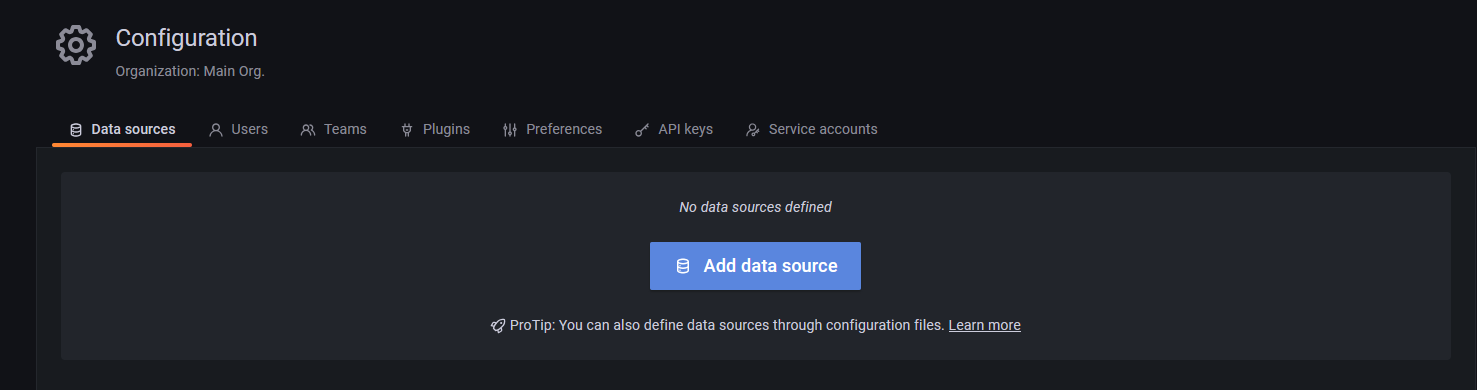 Configuration
Organization: Main Org.
Data sources Users Teams Plugins Preferences API keys Service accounts
No data sources defined
Add data source
ProTip: You can also define data sources through configuration files. Learn more